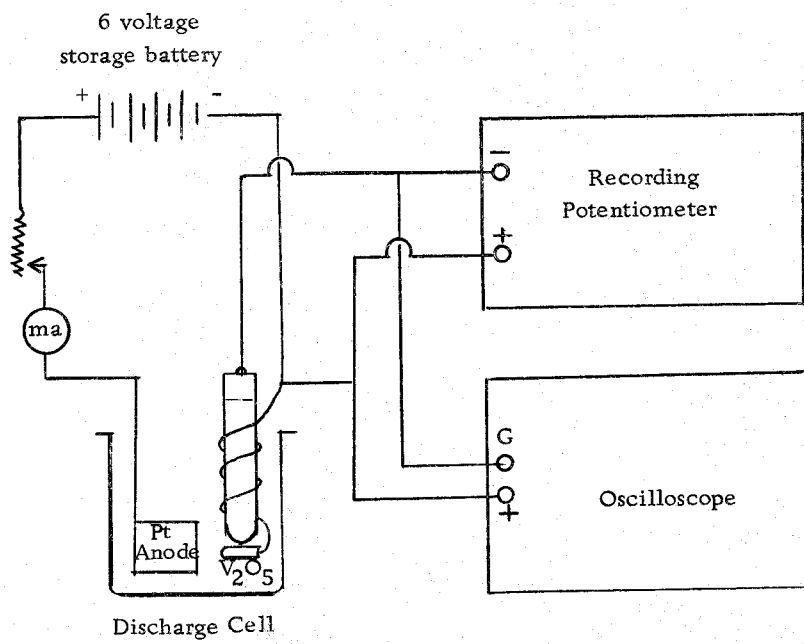 6 voltage
storage battery
+ -
Recording
Potentiometer
-
+
ma
G
+
Oscilloscope
Pt
Anode
V2O5
Discharge Cell